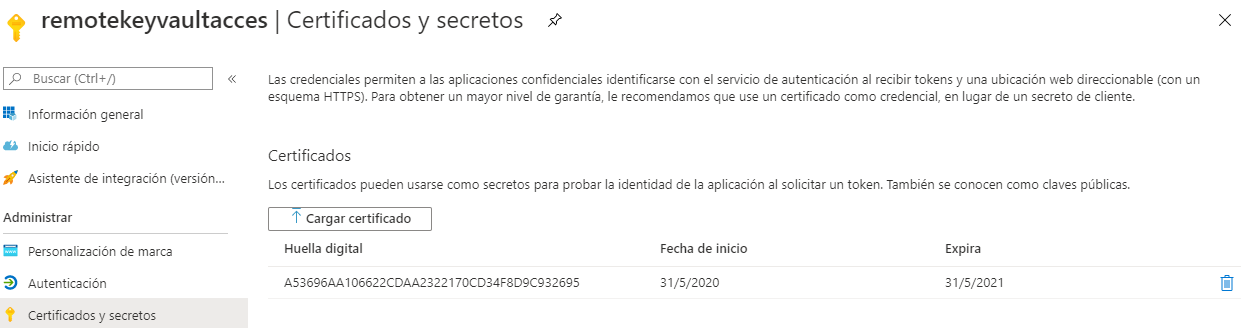 remotekeyvaultacces | Certificados y secretos
Buscar (Ctrl+/)
«
Información general
Inicio rápido
Asistente de integración (versión...
Administrar
Personalización de marca
Autenticación
Certificados y secretos
Las credenciales permiten a las aplicaciones confidenciales identificarse con el servicio de autenticación al recibir tokens y una ubicación web direccionable (con un
esquema HTTPS). Para obtener un mayor nivel de garantía, le recomendamos que use un certificado como credencial, en lugar de un secreto de cliente.
Certificados
Los certificados pueden usarse como secretos para probar la identidad de la aplicación al solicitar un token. También se conocen como claves públicas.
Cargar certificado
Huella digital Fecha de inicio Expira
A53696AA106622CDAA2322170CD34F8D9C932695 31/5/2020 31/5/2021